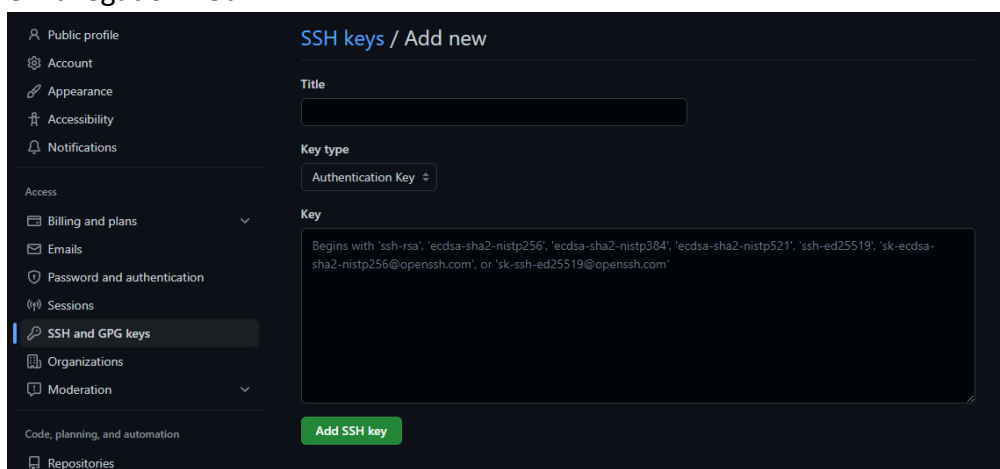 Public profile
Account
Appearance
Accessibility
Notifications
Access
Billing and plans
Emails
Password and authentication
Sessions
SSH and GPG keys
Organizations
Moderation
Code, planning, and automation
Repositories
SSH keys / Add new
Title
Key type
Authentication Key
Key
Begins with 'ssh-rsa', 'ecdsa-sha2-nistp256', 'ecdsa-sha2-nistp384', 'ecdsa-sha2-nistp521', 'ssh-ed25519', 'sk-ecdsa-
sha2-nistp256@openssh.com', or 'sk-ssh-ed25519@openssh.com'
Add SSH key